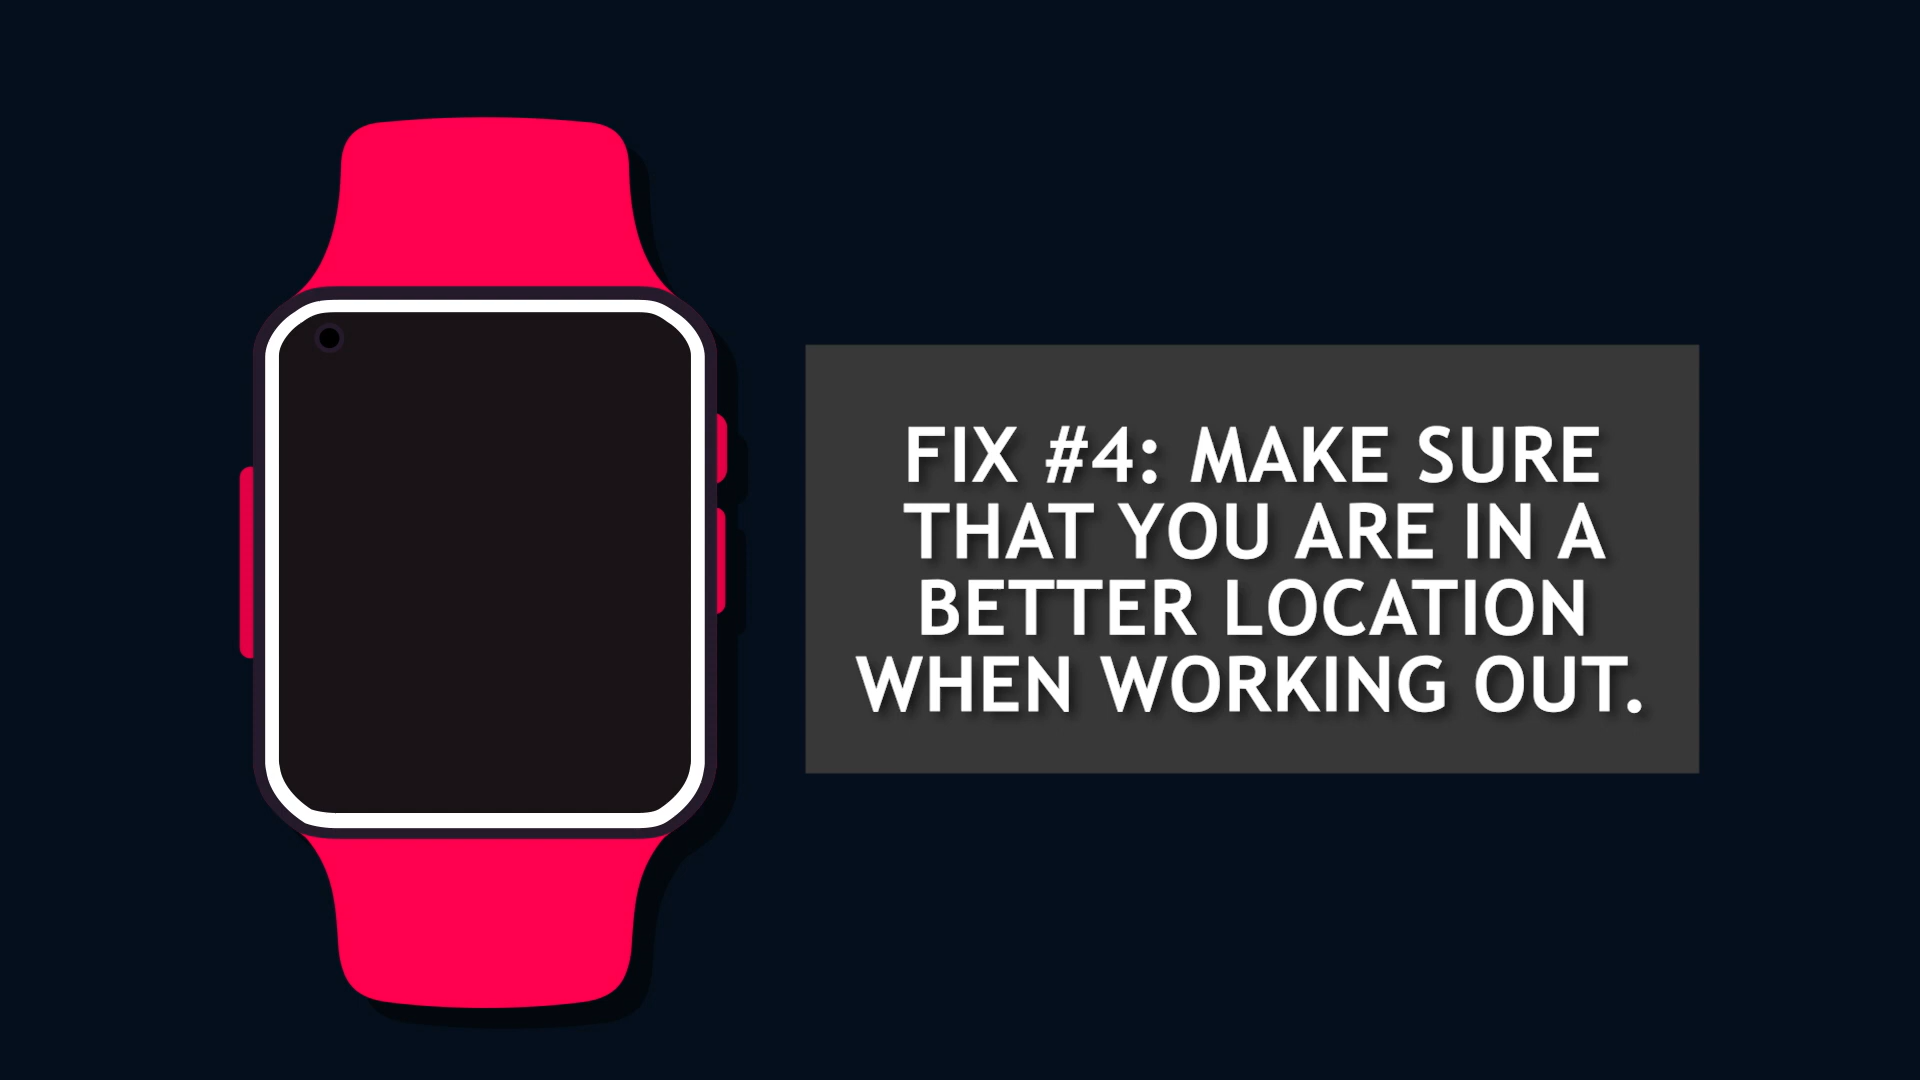 FIX #4: MAKE SURE
THAT YOU ARE IN A
BETTER LOCATION
WHEN WORKING OUT.